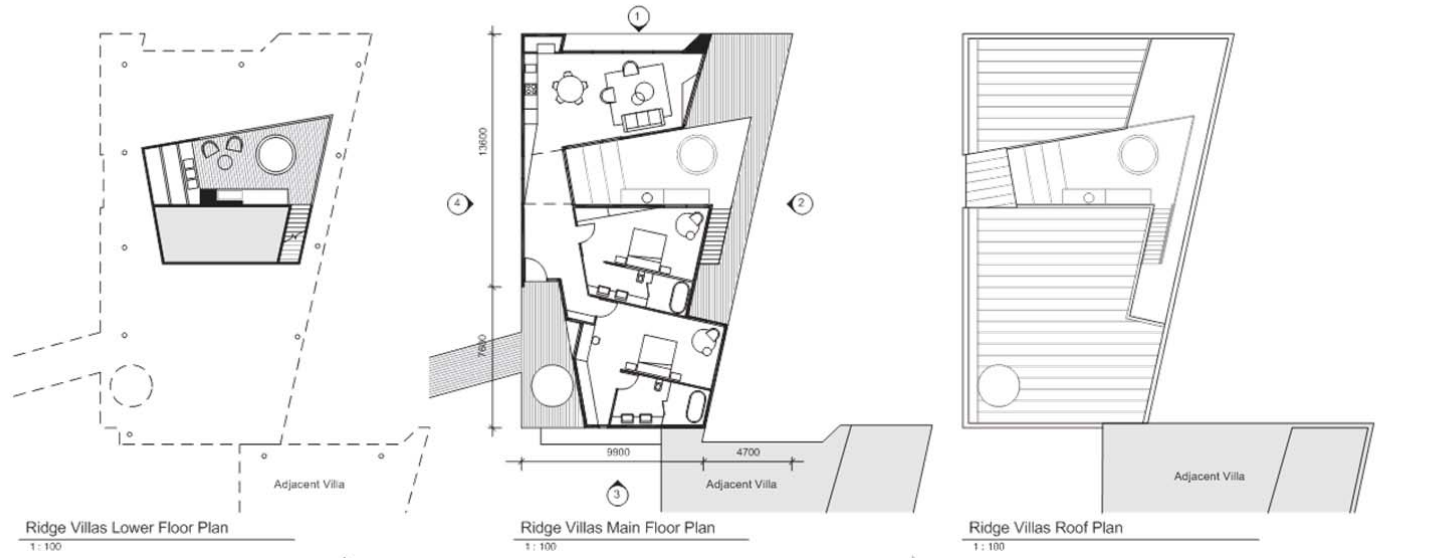 1
13600
4
2
7600
9900
4700
3
Adjacent Villa
Adjacent Villa
Adjacent Villa
Ridge Villas Lower Floor Plan
1 : 100
Ridge Villas Main Floor Plan
1 : 100
Ridge Villas Roof Plan
1 : 100